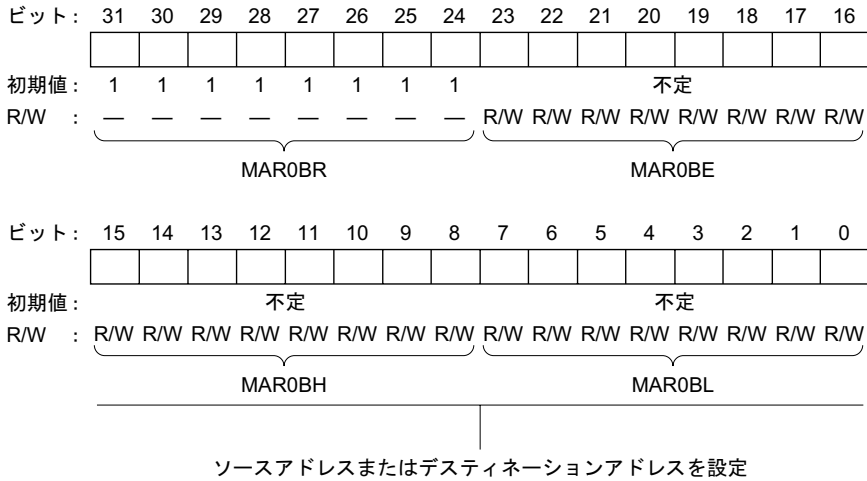 ビット: 31 30 29 28 27 26 25 24 23 22 21 20 19 18 17 16
初期値: 1 1 1 1 1 1 1 1 不定
R/W : — — — — — — — — R/W R/W R/W R/W R/W R/W R/W R/W
MAR0BR MAR0BE
ビット: 15 14 13 12 11 10 9 8 7 6 5 4 3 2 1 0
初期値: 不定 不定
R/W : R/W R/W R/W R/W R/W R/W R/W R/W R/W R/W R/W R/W R/W R/W R/W R/W
MAR0BH MAR0BL
ソースアドレスまたはデスティネーションアドレスを設定